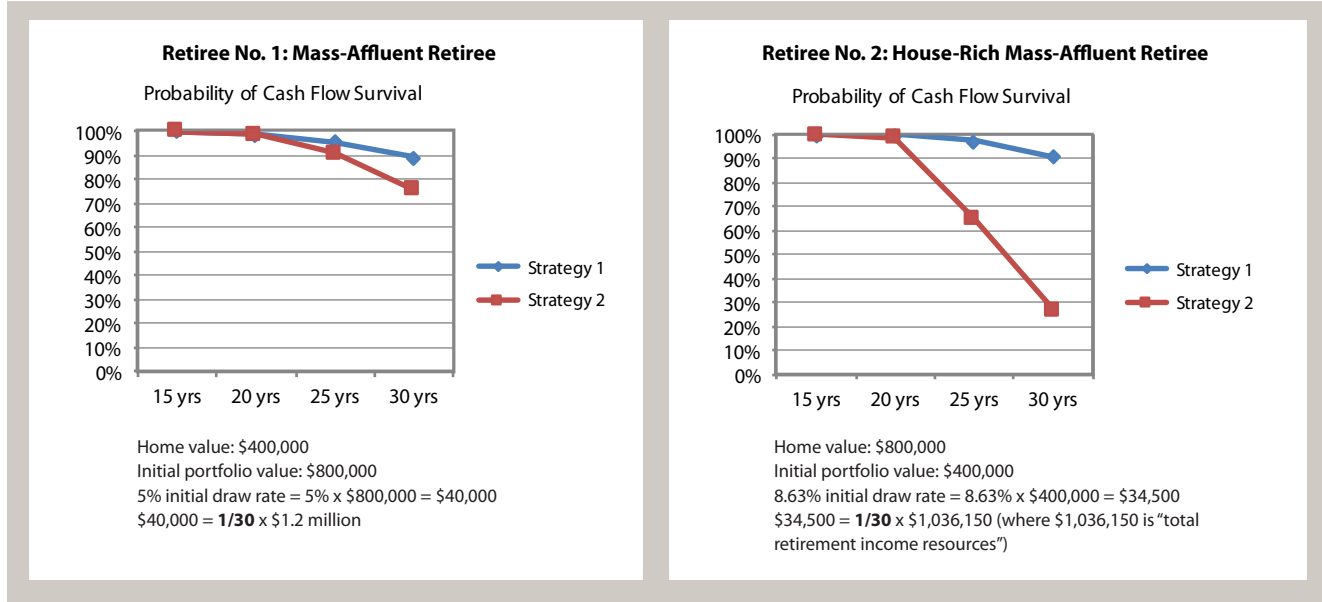 Retiree No. 1: Mass-Affluent Retiree
Probability of Cash Flow Survival
100%
90%
80%
70%
60%
50%
40%
30%
20%
10%
0%
15 yrs 20 yrs 25 yrs 30 yrs
Strategy 1
Strategy 2
Home value: $400,000
Initial portfolio value: $800,000
5% initial draw rate = 5% x $800,000 = $40,000
$40,000 = 1/30 x $1.2 million
Retiree No. 2: House-Rich Mass-Affluent Retiree
Probability of Cash Flow Survival
100%
90%
80%
70%
60%
50%
40%
30%
20%
10%
0%
15 yrs 20 yrs 25 yrs 30 yrs
Strategy 1
Strategy 2
Home value: $800,000
Initial portfolio value: $400,000
8.63% initial draw rate = 8.63% x $400,000 = $34,500
$34,500 = 1/30 x $1,036,150 (where $1,036,150 is “total
retirement income resources”)